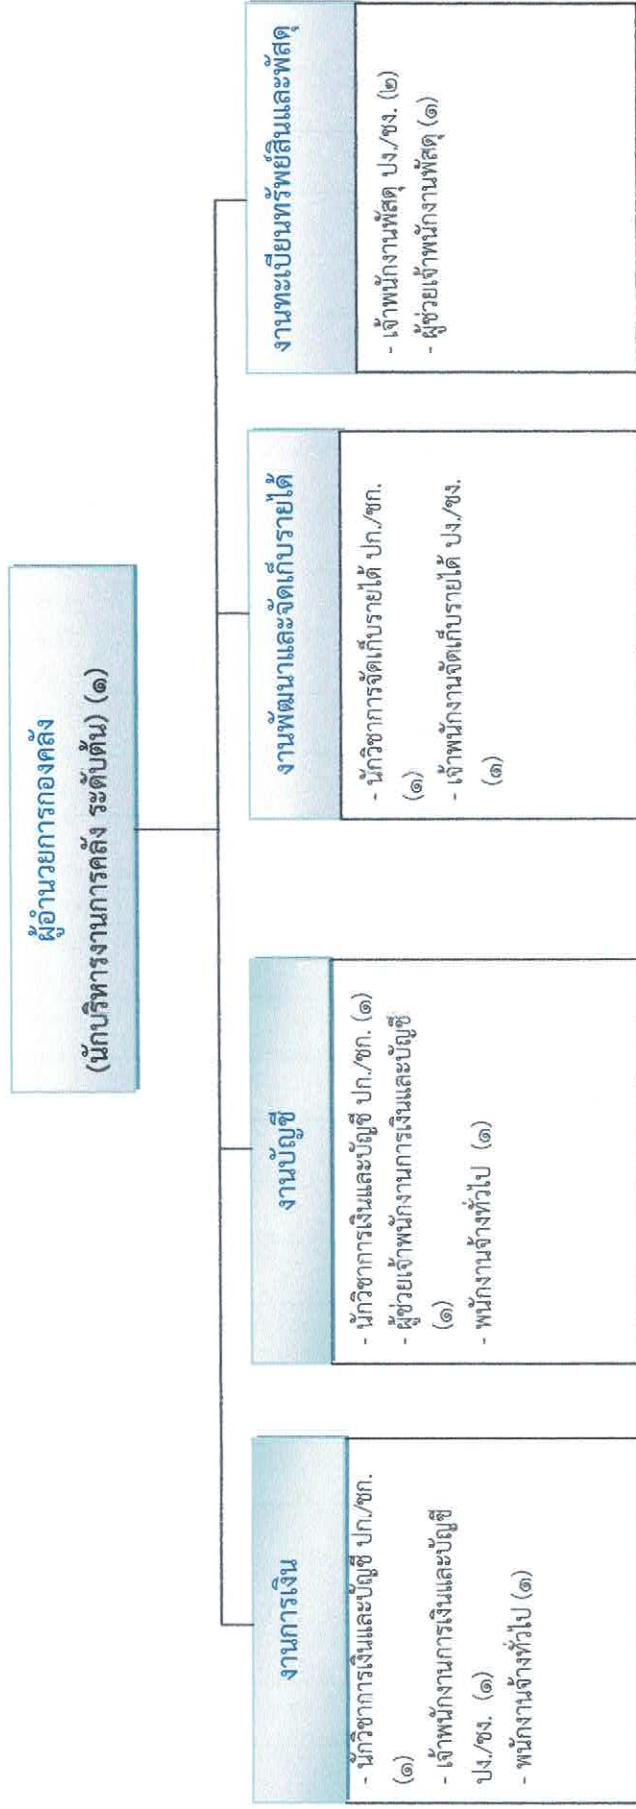 ผู้อำนวยการกองคลัง
(นักบริหารงานการคลัง ระดับต้น) (๑)
งานการเงิน
- นักวิชาการเงินและบัญชี ปก./ชก.
(๑)
- เจ้าพนักงานการเงินและบัญชี
ปง./ชง. (๑)
- พนักงานจ้างทั่วไป (๑)
งานบัญชี
- นักวิชาการเงินและบัญชี ปก./ชก. (๑)
- ผู้ช่วยเจ้าพนักงานการเงินและบัญชี
(๑)
- พนักงานจ้างทั่วไป (๑)
งานพัฒนาและจัดเก็บรายได้
- นักวิชาการจัดเก็บรายได้ ปก./ชก.
(๑)
- เจ้าพนักงานจัดเก็บรายได้ ปง./ชง.
(๑)
งานทะเบียนทรัพย์สินและพัสดุ
- เจ้าพนักงานพัสดุ ปง./ชง. (๒)
- ผู้ช่วยเจ้าพนักงานพัสดุ (๑)